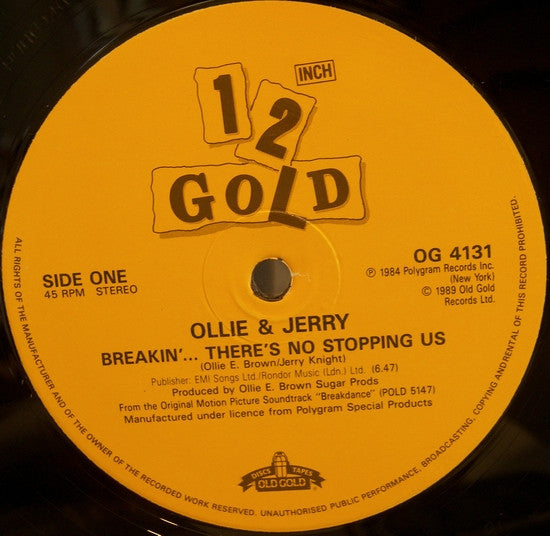 12
INCH
GOLD
SIDE ONE
45 RPM STEREO
OG 4131
℗ 1984 Polygram Records Inc.
(New York)
© 1989 Old Gold
Records Ltd.
OLLIE & JERRY
BREAKIN'... THERE'S NO STOPPING US
(Ollie E. Brown/Jerry Knight)
Publisher: EMI Songs Ltd./Rondor Music (Ldn.) Ltd. (6.47)
Produced by Ollie E. Brown Sugar Prods
From the Original Motion Picture Soundtrack "Breakdance" (POLD 5147)
Manufactured under licence from Polygram Special Products
DISCS TAPES
OLD GOLD
ALL RIGHTS OF THE MANUFACTURER AND OF THE OWNER OF THE RECORDED WORK RESERVED. UNAUTHORISED PUBLIC PERFORMANCE, BROADCASTING, COPYING AND RENTAL OF THIS RECORD PROHIBITED.